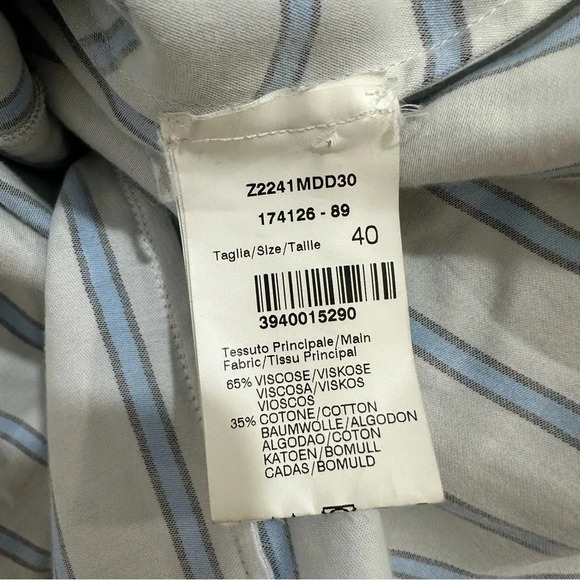 Z2241MDD30
174126 - 89
Taglia/Size/Taille 40
3940015290
Tessuto Principale/Main
Fabric/Tissu Principal
65% VISCOSE/VISKOSE
VISCOSA/VISKOS
VIOSCOS
35% COTONE/COTTON
BAUMWOLLE/ALGODON
ALGODAO/COTON
KATOEN/BOMULL
CADAS/BOMULD